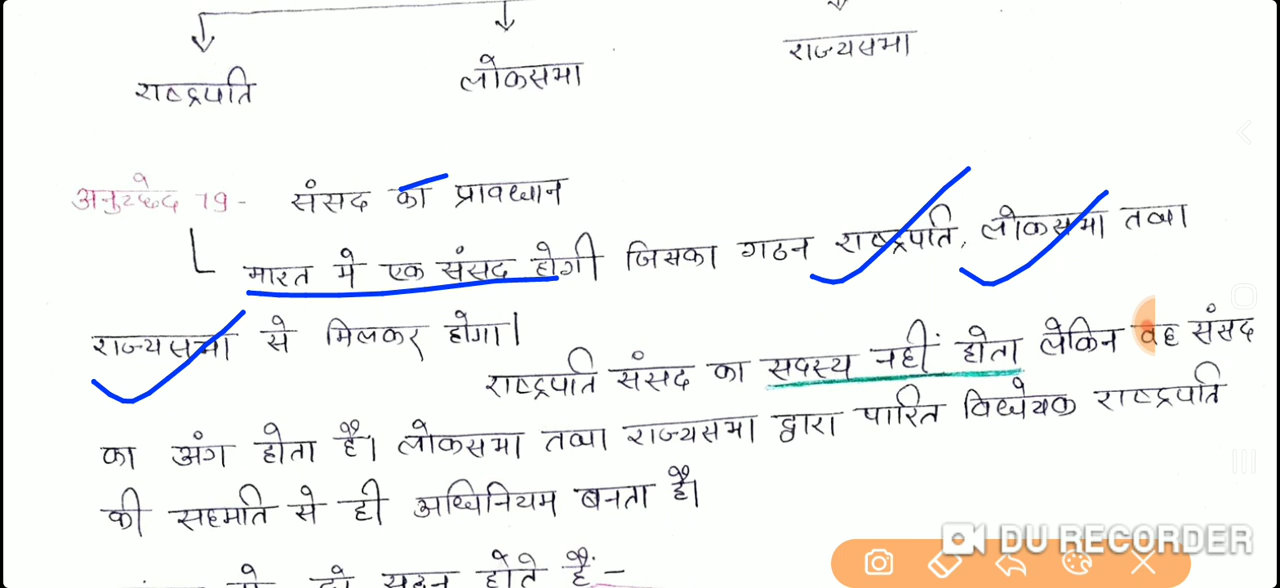 राष्ट्रपति
लोकसभा
राज्यसभा
अनुच्छेद 79- संसद का प्रावधान
भारत मे एक संसद होगी जिसका गठन राष्ट्रपति, लोकसभा तथा
राज्यसभा से मिलकर होगा।
राष्ट्रपति संसद का सदस्य नहीं होता लेकिन वह संसद
का अंग होता है। लोकसभा तथा राज्यसभा द्वारा पारित विधेयक राष्ट्रपति
की सहमति से ही अधिनियम बनता है।
दो सदन होते हैं:-
DU RECORDER